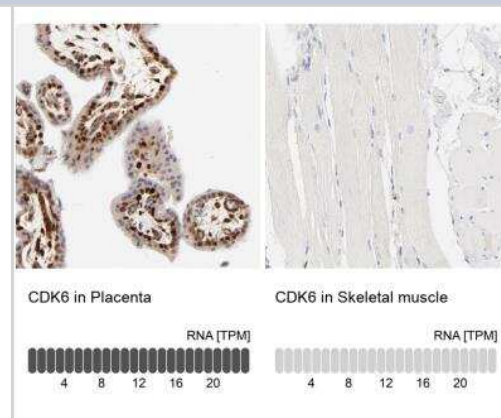 CDK6 in Placenta
RNA [TPM]
4 8 12 16 20
CDK6 in Skeletal muscle
RNA [TPM]
4 8 12 16 20